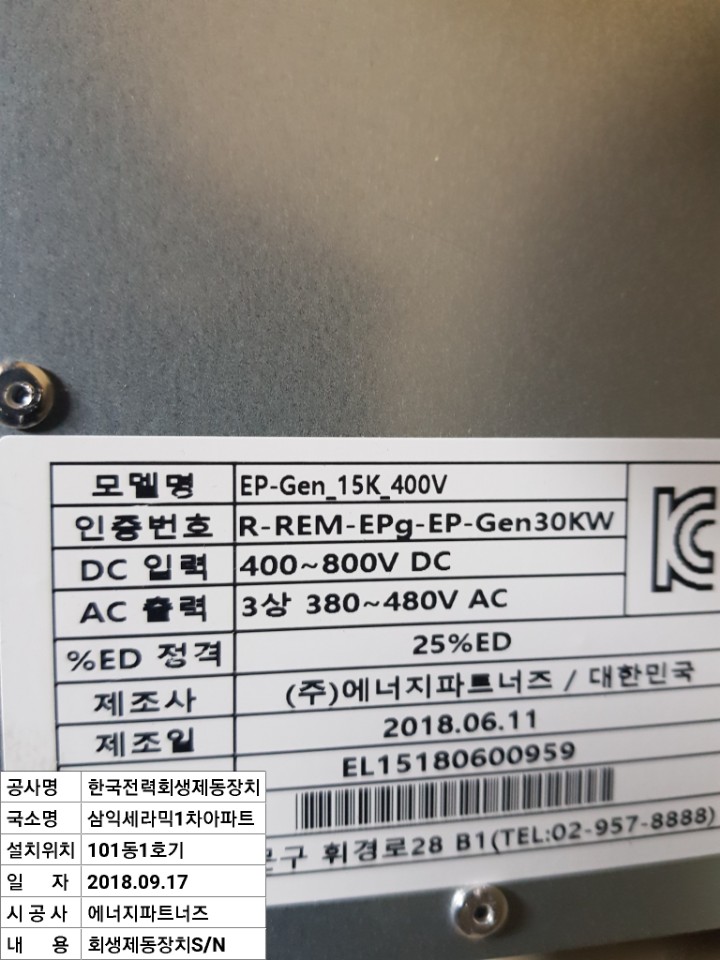 모델명 EP-Gen_15K_400V
인증번호 R-REM-EPg-EP-Gen30KW
DC 입력 400~800V DC
AC 출력 3상 380~480V AC
%ED 정격 25%ED
제조사 (주)에너지파트너즈 / 대한민국
제조일 2018.06.11
EL15180600959
구 휘경로28 B1(TEL:02-957-8888)
공사명 한국전력회생제동장치
국소명 삼익세라믹1차아파트
설치위치 101동1호기
일 자 2018.09.17
시공사 에너지파트너즈
내 용 회생제동장치S/N